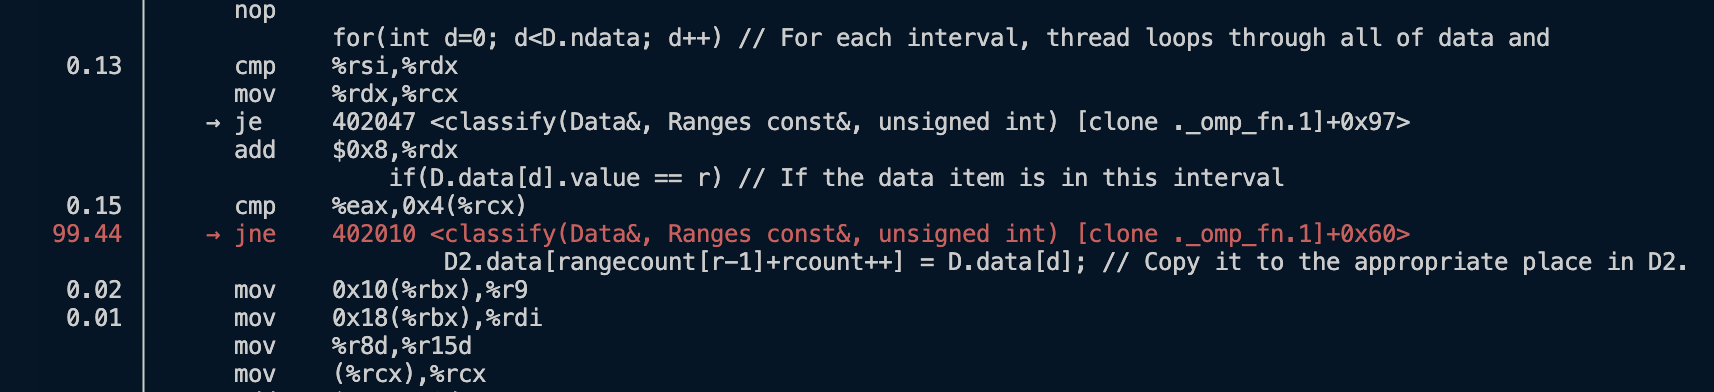 nop
for(int d=0; d<D.ndata; d++) // For each interval, thread loops through all of data and
0.13 cmp %rsi,%rdx
mov %rdx,%rcx
→ je 402047 <classify(Data&, Ranges const&, unsigned int) [clone ._omp_fn.1]+0x97>
add $0x8,%rdx
if(D.data[d].value == r) // If the data item is in this interval
0.15 cmp %eax,0x4(%rcx)
99.44 → jne 402010 <classify(Data&, Ranges const&, unsigned int) [clone ._omp_fn.1]+0x60>
D2.data[rangecount[r-1]+rcount++] = D.data[d]; // Copy it to the appropriate place in D2.
0.02 mov 0x10(%rbx),%r9
0.01 mov 0x18(%rbx),%rdi
mov %r8d,%r15d
mov (%rcx),%rcx